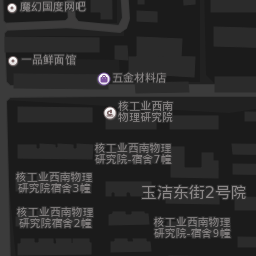 魔幻国度网吧
一品鲜面馆
五金材料店
核工业西南
物理研究院
核工业西南物理
研究院-宿舍7幢
核工业西南物理
研究院宿舍3幢
玉洁东街2号院
核工业西南物理
研究院宿舍2幢
核工业西南物理
研究院-宿舍9幢